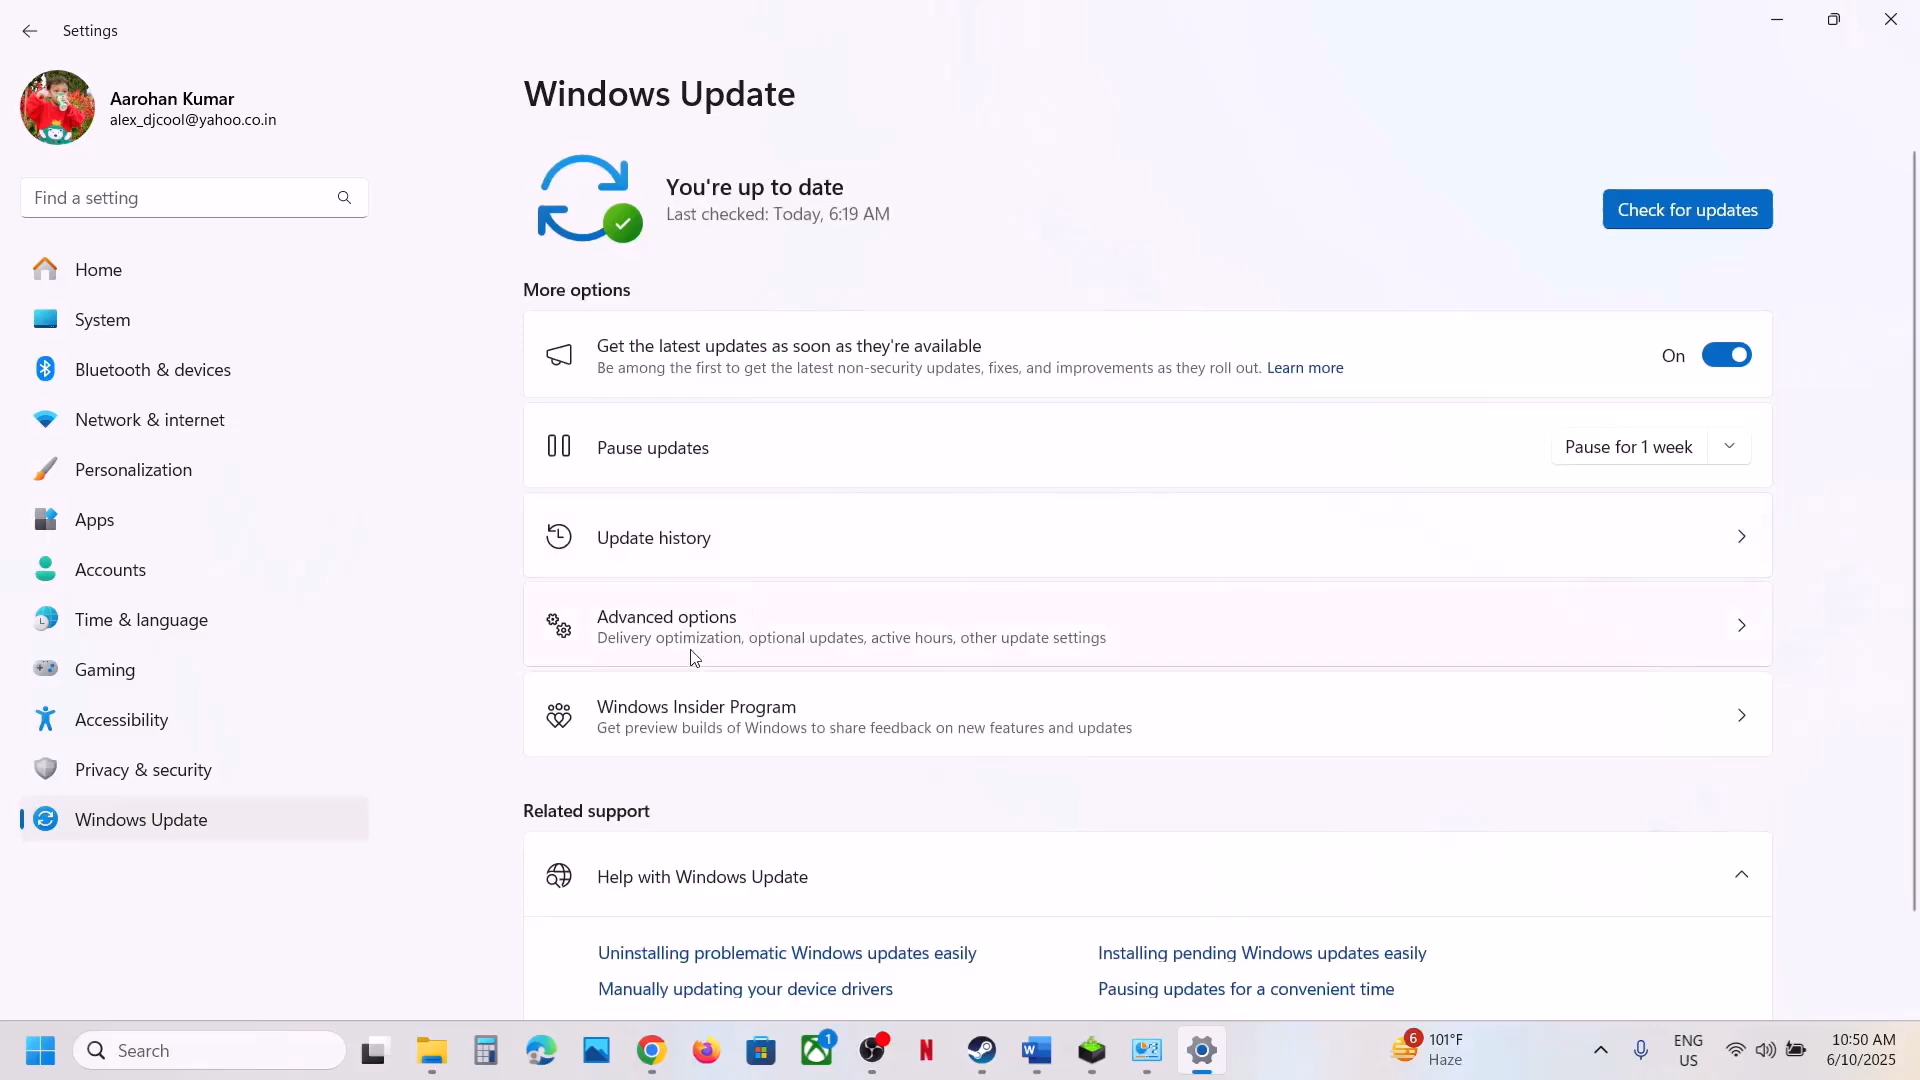 Settings
Aarohan Kumar
alex_djcool@yahoo.co.in
Find a setting
Home
System
Bluetooth & devices
Network & internet
Personalization
Apps
Accounts
Time & language
Gaming
Accessibility
Privacy & security
Windows Update
Windows Update
You're up to date
Last checked: Today, 6:19 AM
Check for updates
More options
Get the latest updates as soon as they're available
Be among the first to get the latest non-security updates, fixes, and improvements as they roll out. Learn more
On
Pause updates
Pause for 1 week
Update history
Advanced options
Delivery optimization, optional updates, active hours, other update settings
Windows Insider Program
Get preview builds of Windows to share feedback on new features and updates
Related support
Help with Windows Update
Uninstalling problematic Windows updates easily
Installing pending Windows updates easily
Manually updating your device drivers
Pausing updates for a convenient time
Search
1
N
W
6
101°F
Haze
ENG
US
10:50 AM
6/10/2025